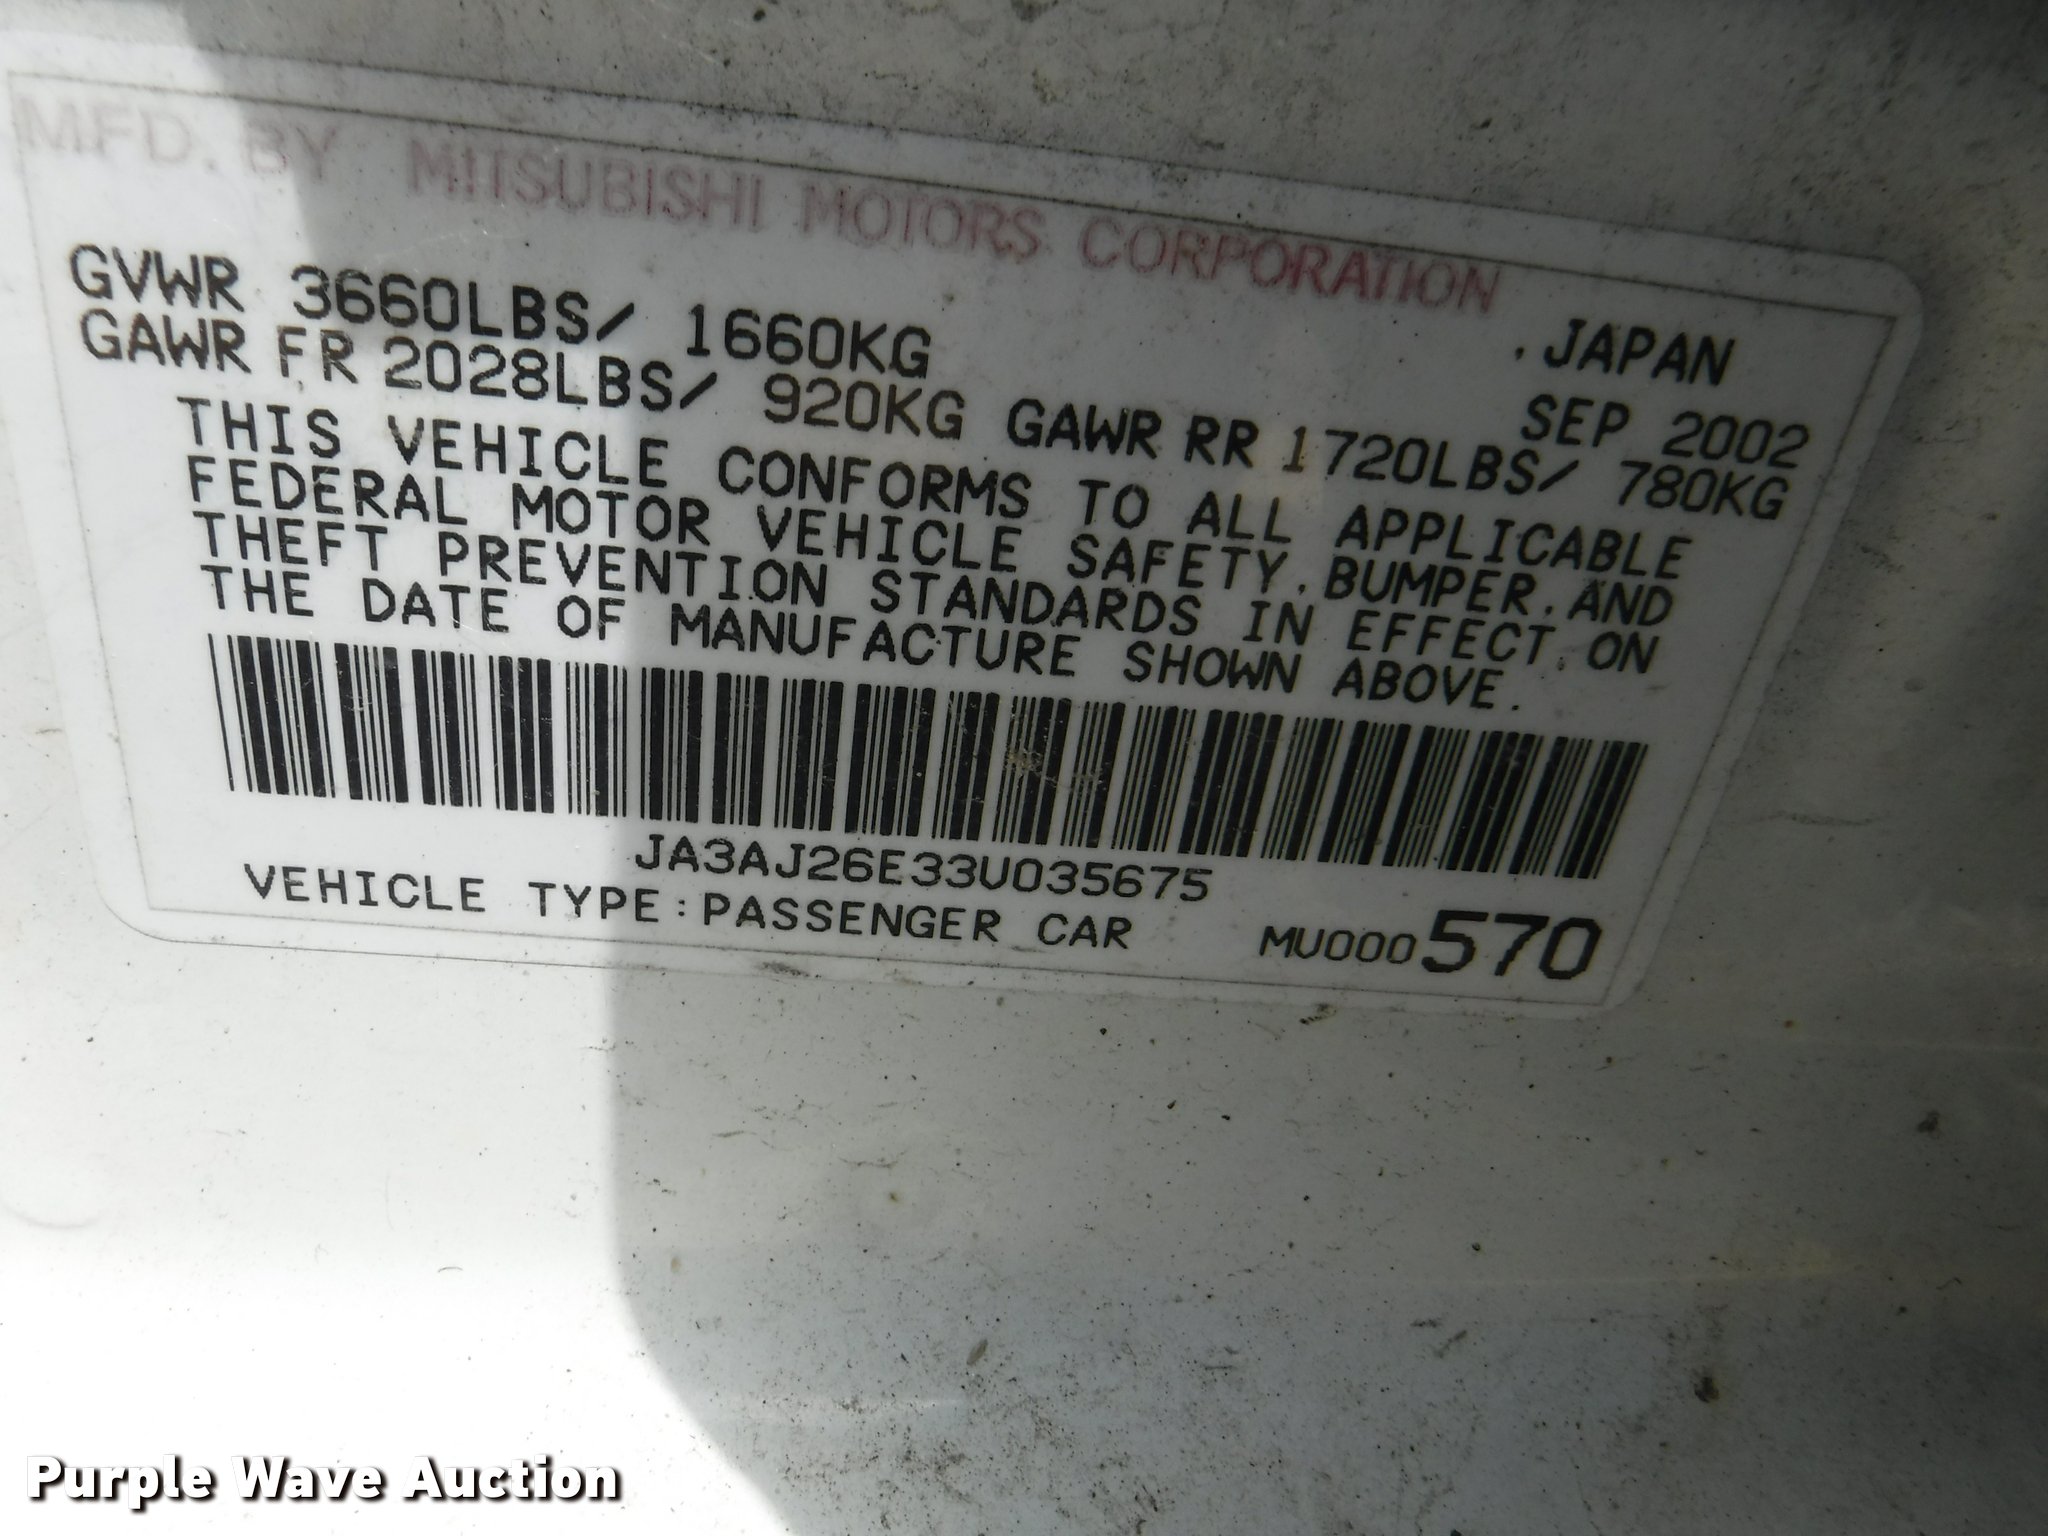 MFD. BY MITSUBISHI MOTORS CORPORATION
JAPAN
GVWR 3660LBS/ 1660KG SEP 2002
GAWR FR 2028LBS/ 920KG GAWR RR 1720LBS/ 780KG
THIS VEHICLE CONFORMS TO ALL APPLICABLE
FEDERAL MOTOR VEHICLE SAFETY, BUMPER, AND
THEFT PREVENTION STANDARDS IN EFFECT, ON
THE DATE OF MANUFACTURE SHOWN ABOVE.
JA3AJ26E33U035675
VEHICLE TYPE:PASSENGER CAR MU000570
Purple Wave Auction